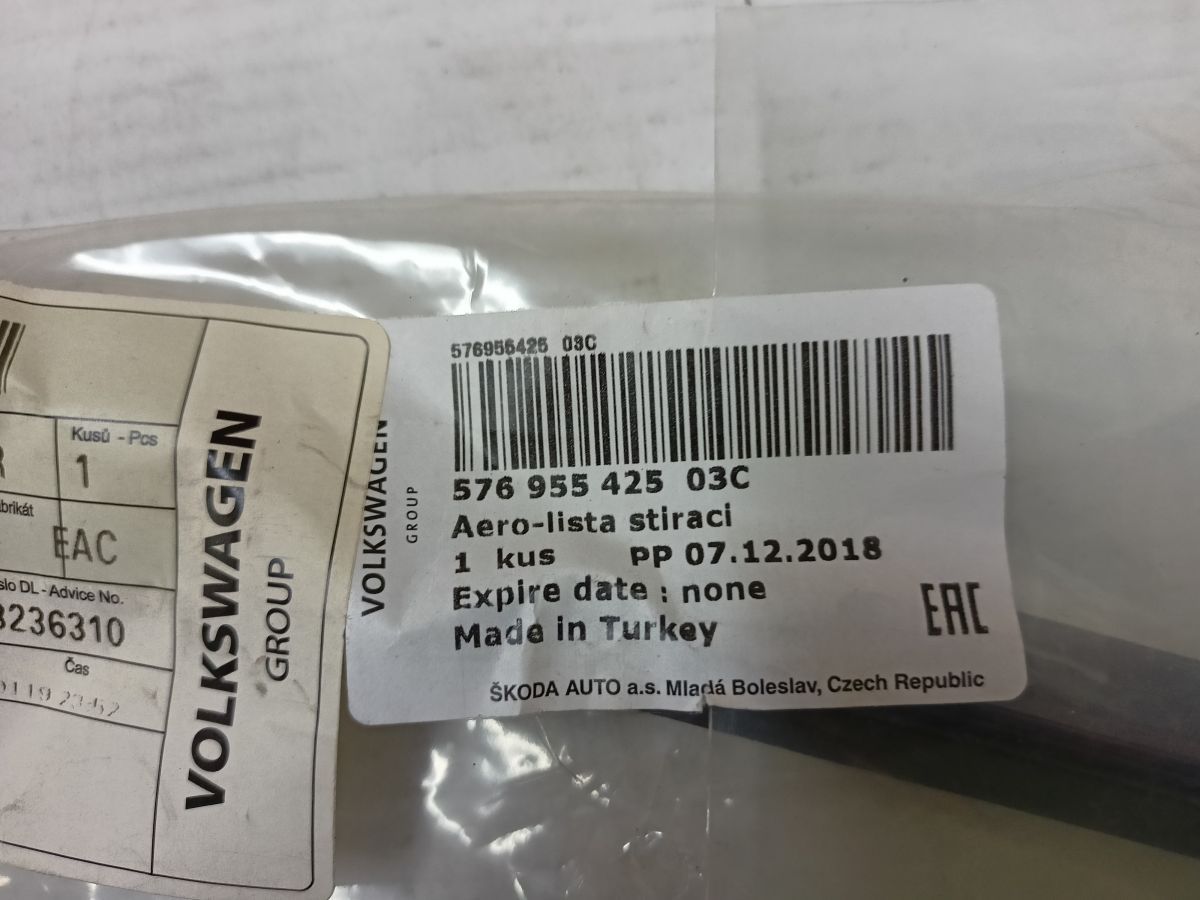 Kusů - Pcs
1
EAC
DL - Advice No.
3236310
Čas
VOLKSWAGEN
GROUP
VOLKSWAGEN
GROUP
576955425 03C
576 955 425 03C
Aero-lista stiraci
1 kus PP 07.12.2018
Expire date : none
Made in Turkey
EAC
ŠKODA AUTO a.s. Mladá Boleslav, Czech Republic